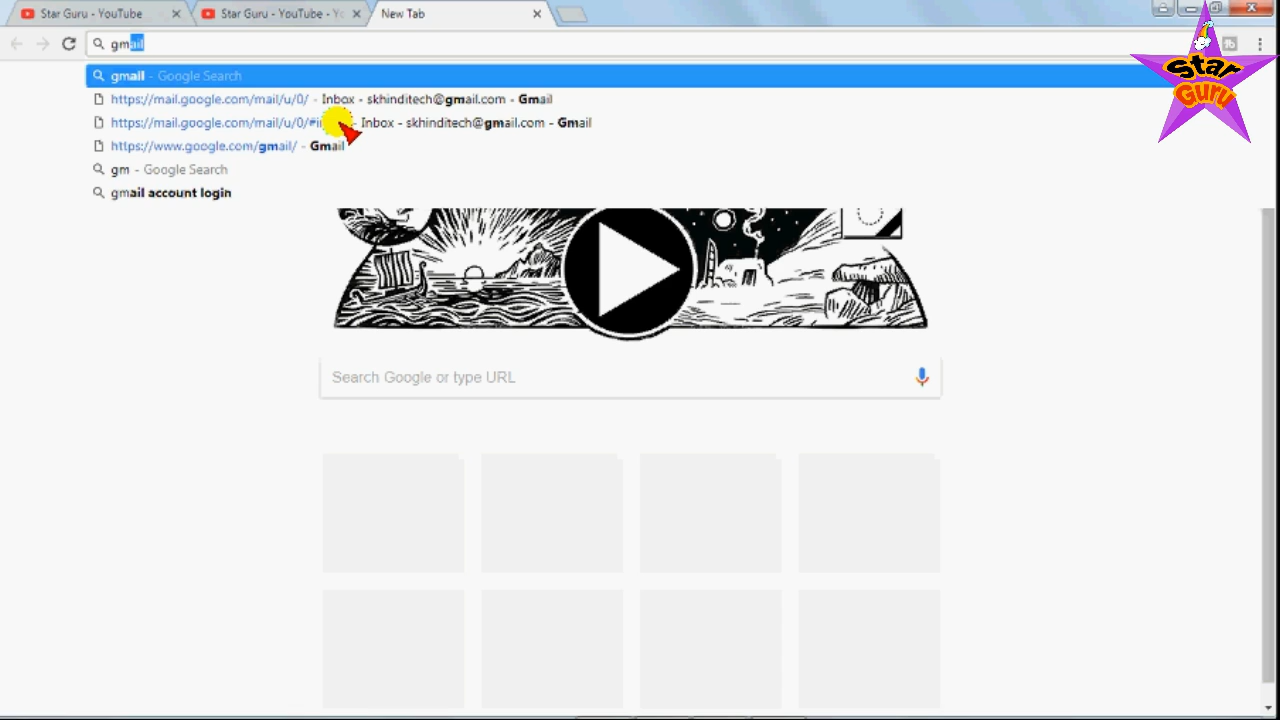 Star Guru - YouTube
Star Guru - YouTube - Yo
New Tab
gmail
gmail - Google Search
https://mail.google.com/mail/u/0/ - Inbox - skhinditech@gmail.com - Gmail
https://mail.google.com/mail/u/0/#in - Inbox - skhinditech@gmail.com - Gmail
https://www.google.com/gmail/ - Gmail
gm - Google Search
gmail account login
Star
Guru
Search Google or type URL